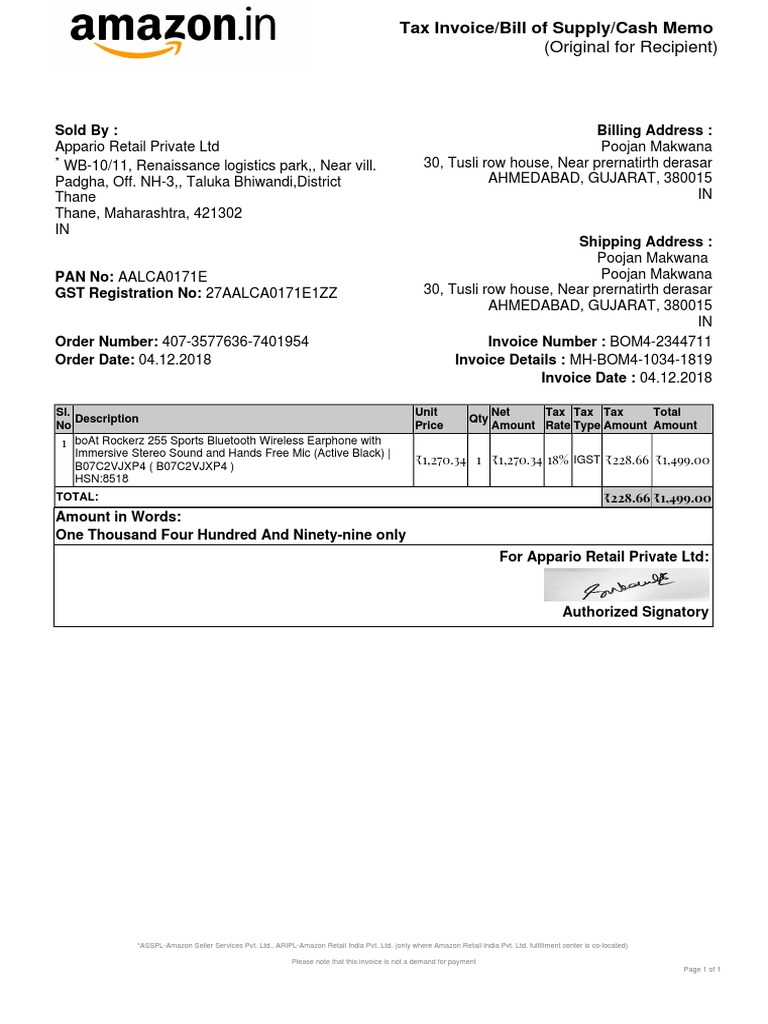 amazon.in
Tax Invoice/Bill of Supply/Cash Memo
(Original for Recipient)
Sold By :
Appario Retail Private Ltd
* WB-10/11, Renaissance logistics park,, Near vill.
Padgha, Off. NH-3,, Taluka Bhiwandi,District
Thane
Thane, Maharashtra, 421302
IN
PAN No: AALCA0171E
GST Registration No: 27AALCA0171E1ZZ
Order Number: 407-3577636-7401954
Order Date: 04.12.2018
Billing Address :
Poojan Makwana
30, Tusli row house, Near prernatirth derasar
AHMEDABAD, GUJARAT, 380015
IN
Shipping Address :
Poojan Makwana
Poojan Makwana
30, Tusli row house, Near prernatirth derasar
AHMEDABAD, GUJARAT, 380015
IN
Invoice Number : BOM4-2344711
Invoice Details : MH-BOM4-1034-1819
Invoice Date : 04.12.2018
Sl. No Description Unit Price Qty Net Amount Tax Rate Tax Type Tax Amount Total Amount
1 boAt Rockerz 255 Sports Bluetooth Wireless Earphone with
Immersive Stereo Sound and Hands Free Mic (Active Black) |
B07C2VJXP4 ( B07C2VJXP4 )
HSN:8518
₹1,270.34 1 ₹1,270.34 18% IGST ₹228.66 ₹1,499.00
TOTAL: ₹228.66 ₹1,499.00
Amount in Words:
One Thousand Four Hundred And Ninety-nine only
For Appario Retail Private Ltd:
Authorized Signatory
*ASSPL-Amazon Seller Services Pvt. Ltd., ARIPL-Amazon Retail India Pvt. Ltd. (only where Amazon Retail India Pvt. Ltd. fulfillment center is co-located)
Please note that this invoice is not a demand for payment
Page 1 of 1